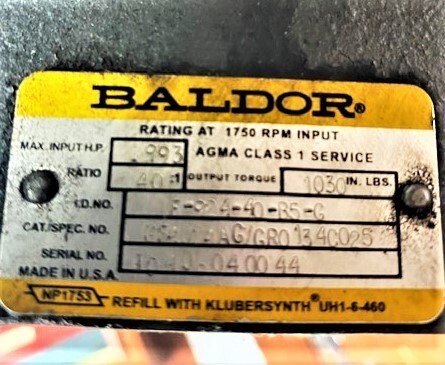 BALDOR®
RATING AT 1750 RPM INPUT
MAX. INPUT H.P. .993 AGMA CLASS 1 SERVICE
RATIO 40:1 OUTPUT TORQUE 1030 IN. LBS.
I.D. NO.
CAT/SPEC. NO.
SERIAL NO.
MADE IN U.S.A.
NP1753 REFILL WITH KLUBERSYNTH® UH1-6-460